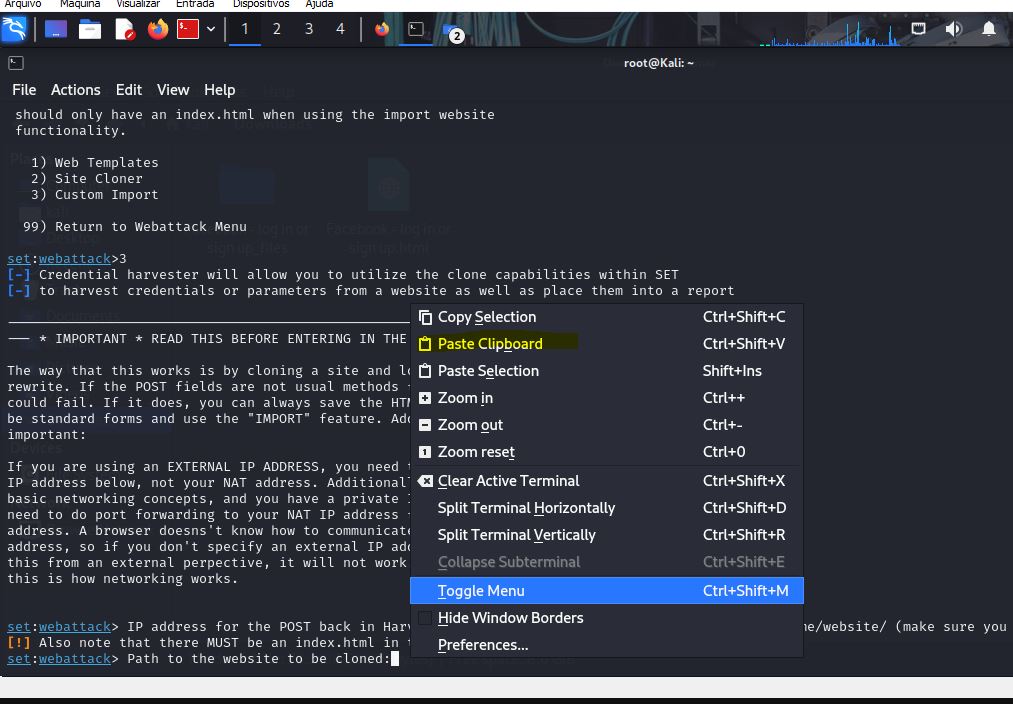 Arquivo Máquina Visualizar Entrada Dispositivos Ajuda
1 2 3 4 2
root@Kali: ~
File Actions Edit View Help
should only have an index.html when using the import website
functionality.
1) Web Templates
2) Site Cloner
3) Custom Import
99) Return to Webattack Menu
set:webattack>3
[-] Credential harvester will allow you to utilize the clone capabilities within SET
[-] to harvest credentials or parameters from a website as well as place them into a report
--- * IMPORTANT * READ THIS BEFORE ENTERING IN THE
The way that this works is by cloning a site and lo
rewrite. If the POST fields are not usual methods
could fail. If it does, you can always save the HTM
be standard forms and use the "IMPORT" feature. Ad
important:
If you are using an EXTERNAL IP ADDRESS, you need
IP address below, not your NAT address. Additional
basic networking concepts, and you have a private
need to do port forwarding to your NAT IP address
address. A browser doesns't know how to communicate
address, so if you don't specify an external IP add
this from an external perpective, it will not work
this is how networking works.
set:webattack> IP address for the POST back in Har me/website/ (make sure you
[!] Also note that there MUST be an index.html in
set:webattack> Path to the website to be cloned:
Copy Selection Ctrl+Shift+C
Paste Clipboard Ctrl+Shift+V
Paste Selection Shift+Ins
Zoom in Ctrl++
Zoom out Ctrl+-
Zoom reset Ctrl+0
Clear Active Terminal Ctrl+Shift+X
Split Terminal Horizontally Ctrl+Shift+D
Split Terminal Vertically Ctrl+Shift+R
Collapse Subterminal Ctrl+Shift+E
Toggle Menu Ctrl+Shift+M
Hide Window Borders
Preferences...